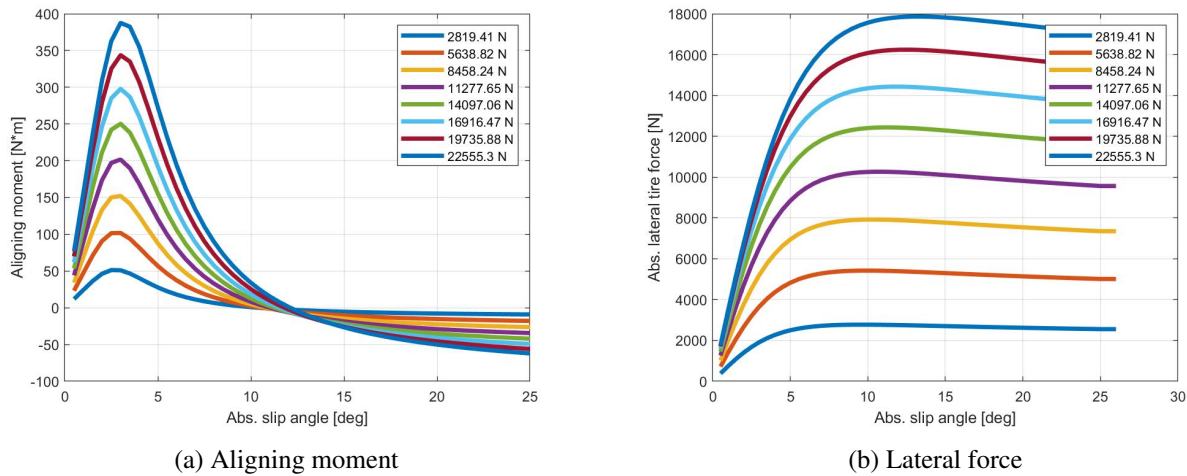 400
350
300
250
200
150
100
50
0
-50
-100
Aligning moment [N*m]
0 5 10 15 20 25
Abs. slip angle [deg]
2819.41 N
5638.82 N
8458.24 N
11277.65 N
14097.06 N
16916.47 N
19735.88 N
22555.3 N
(a) Aligning moment
18000
16000
14000
12000
10000
8000
6000
4000
2000
0
Abs. lateral tire force
[N]
0 5 10 15 20 25 30
Abs. slip angle [deg]
2819.41 N
5638.82 N
8458.24 N
11277.65 N
14097.06 N
16916.47 N
19735.88 N
22555.3 N
(b) Lateral force